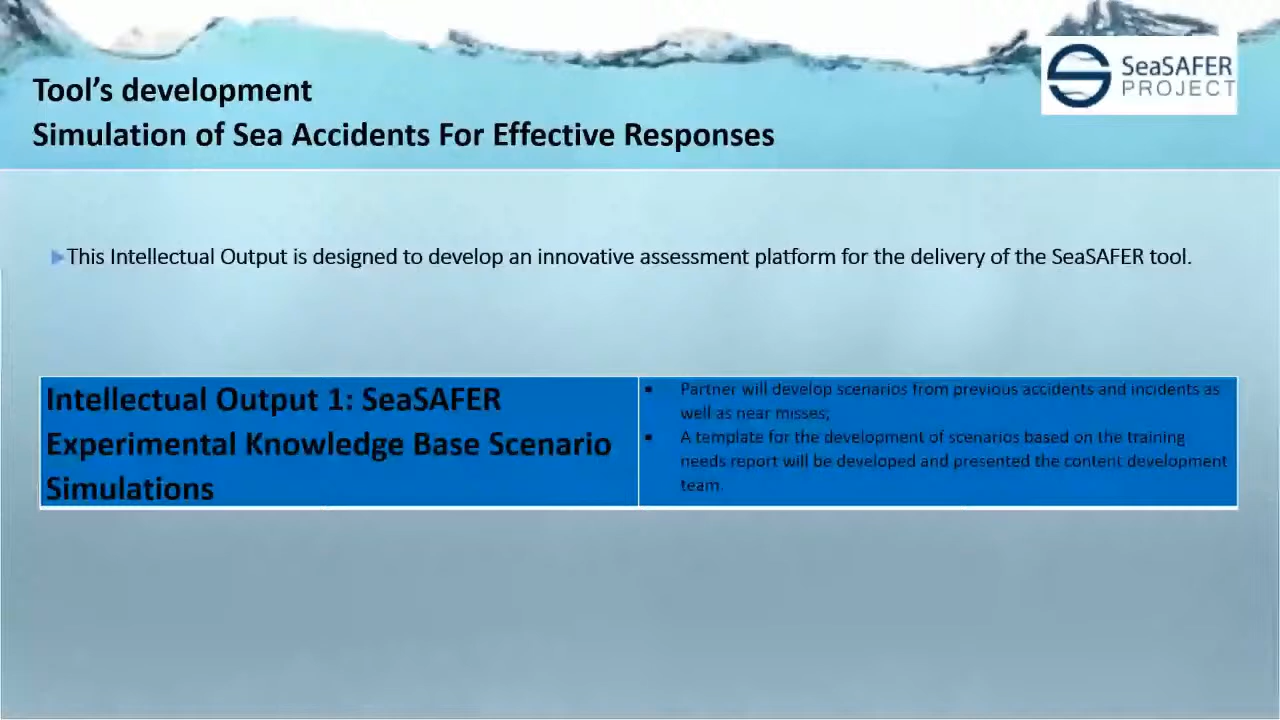 SeaSAFER
PROJECT
Tool's development
Simulation of Sea Accidents For Effective Responses
This Intellectual Output is designed to develop an innovative assessment platform for the delivery of the SeaSAFER tool.
Intellectual Output 1: SeaSAFER
Experimental Knowledge Base Scenario
Simulations
▪ Partner will develop scenarios from previous accidents and incidents as
well as near misses;
▪ A template for the development of scenarios based on the training
needs report will be developed and presented the content development
team.